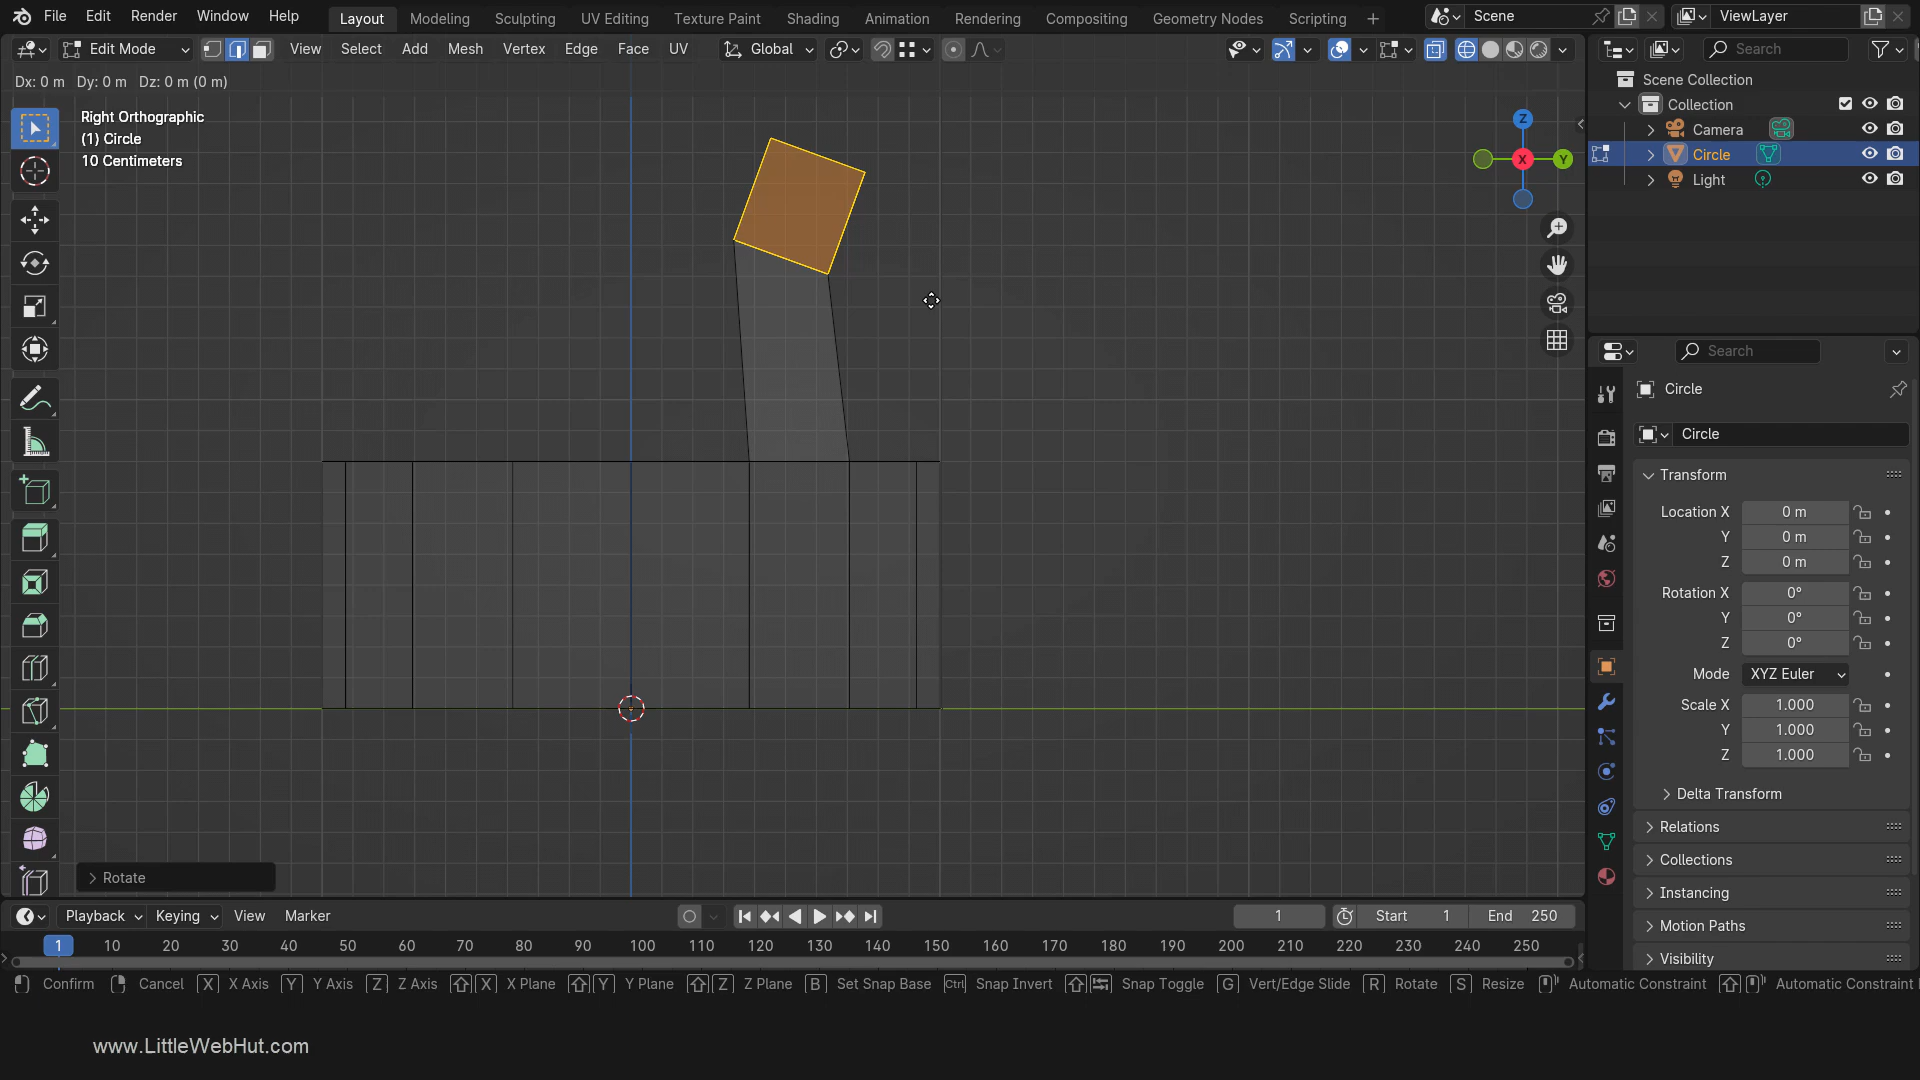 File Edit Render Window Help Layout Modeling Sculpting UV Editing Texture Paint Shading Animation Rendering Compositing Geometry Nodes Scripting + Scene ViewLayer
Edit Mode View Select Add Mesh Vertex Edge Face UV Global Search
Dx: 0 m Dy: 0 m Dz: 0 m (0 m)
Scene Collection
Right Orthographic
(1) Circle
10 Centimeters
Collection
Camera
Circle
Light
Z
X
Y
Search
Circle
Circle
Transform
Location X 0 m
Y 0 m
Z 0 m
Rotation X 0°
Y 0°
Z 0°
Mode XYZ Euler
Scale X 1.000
Y 1.000
Z 1.000
Delta Transform
Relations
Collections
Instancing
Motion Paths
Visibility
Rotate
Playback Keying View Marker 1 Start 1 End 250
1 10 20 30 40 50 60 70 80 90 100 110 120 130 140 150 160 170 180 190 200 210 220 230 240 250
Confirm Cancel X X Axis Y Y Axis Z Z Axis X X Plane Y Y Plane Z Z Plane B Set Snap Base Ctrl Snap Invert Snap Toggle G Vert/Edge Slide R Rotate S Resize Automatic Constraint Automatic Constraint
www.LittleWebHut.com